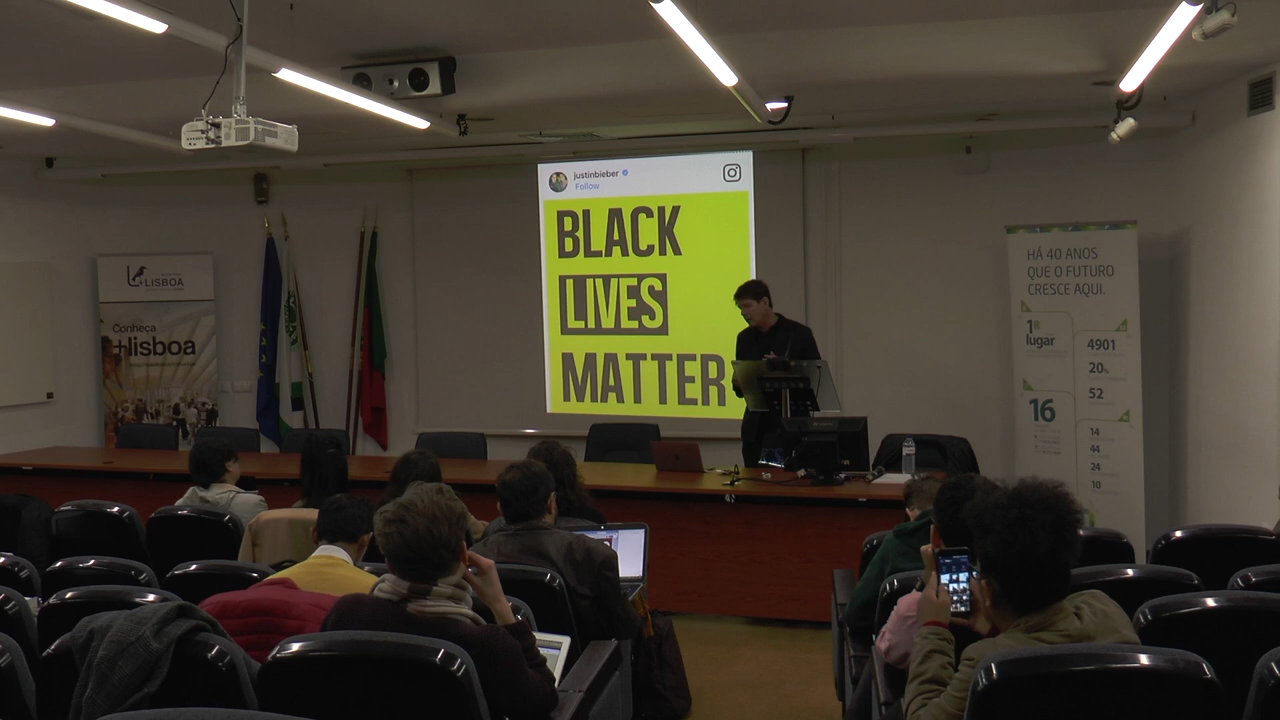 justinbieber
Follow
BLACK
LIVES
MATTER
LISBOA
Conheça
+lisboa
HÁ 40 ANOS
QUE O FUTURO
CRESCE AQUI.
1º
lugar
16
4901
20%
52
14
44
24
10